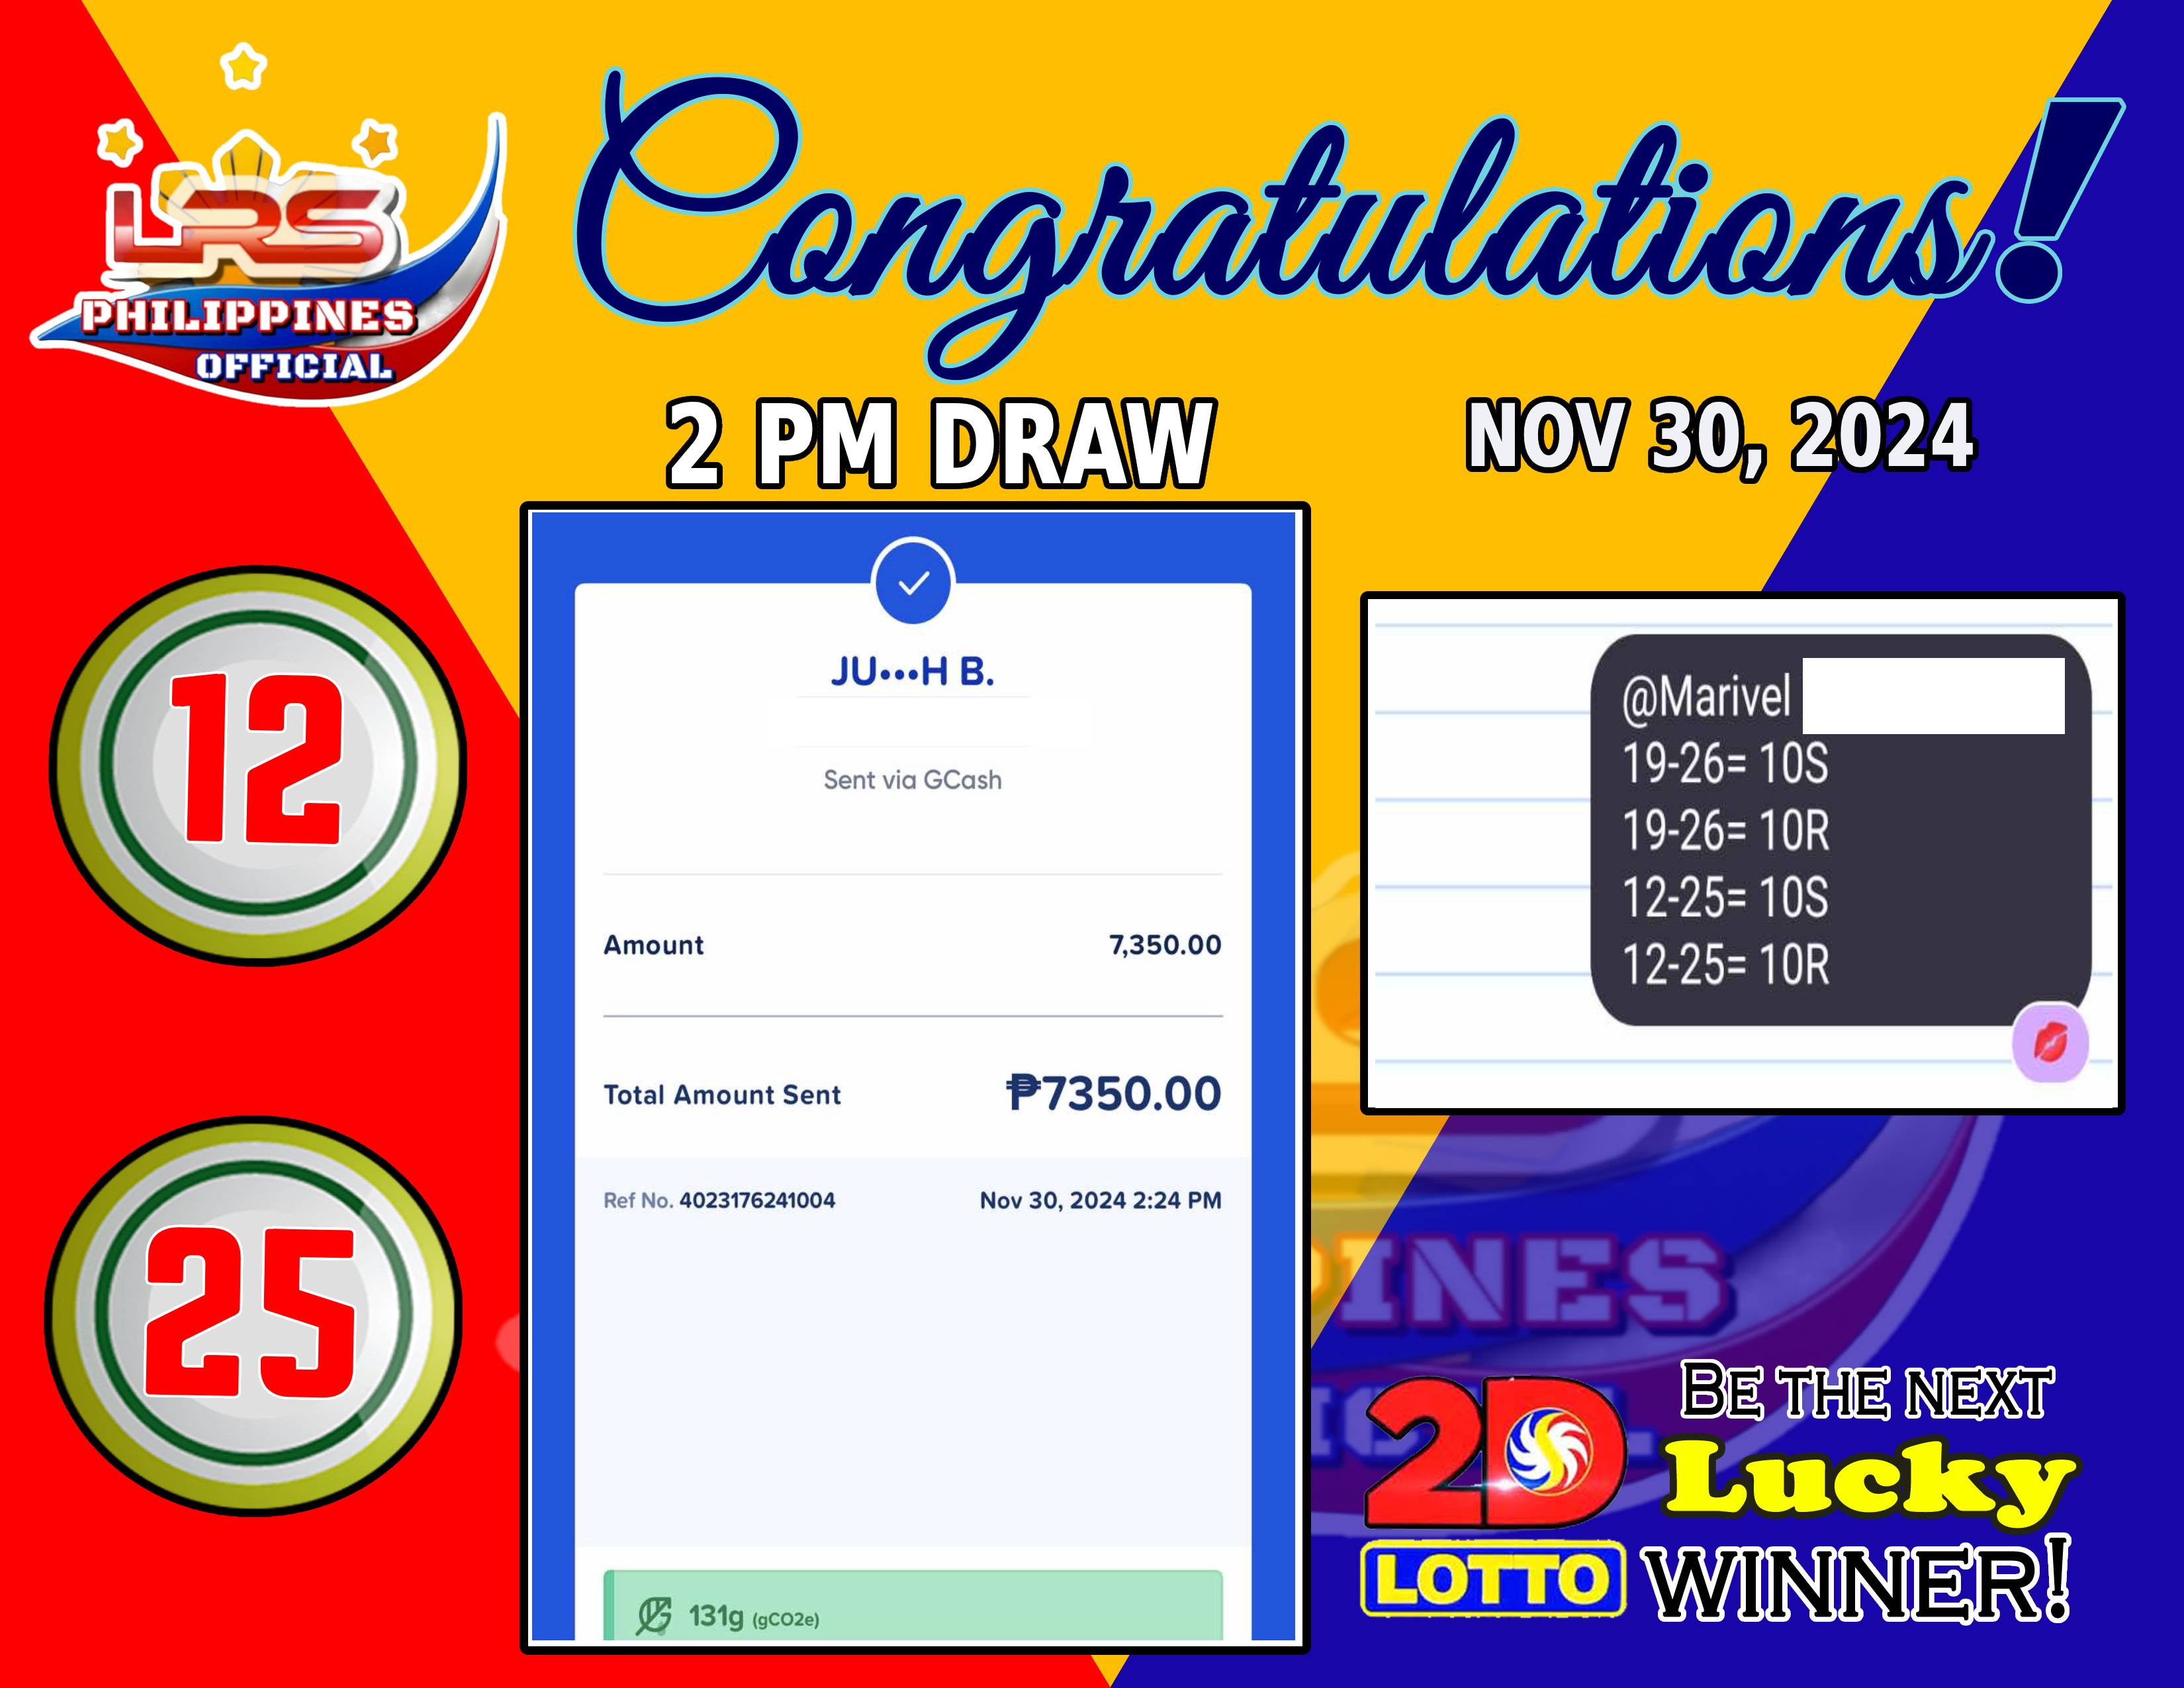 LRS
PHILIPPINES
OFFICIAL
Congratulations!
2 PM DRAW
NOV 30, 2024
12
25
JU•••H B.
Sent via GCash
Amount 7,350.00
Total Amount Sent ₱7350.00
Ref No. 4023176241004 Nov 30, 2024 2:24 PM
131g (gCO2e)
@Marivel
19-26= 10S
19-26= 10R
12-25= 10S
12-25= 10R
PINES
2D
LOTTO
BE THE NEXT
Lucky
WINNER!